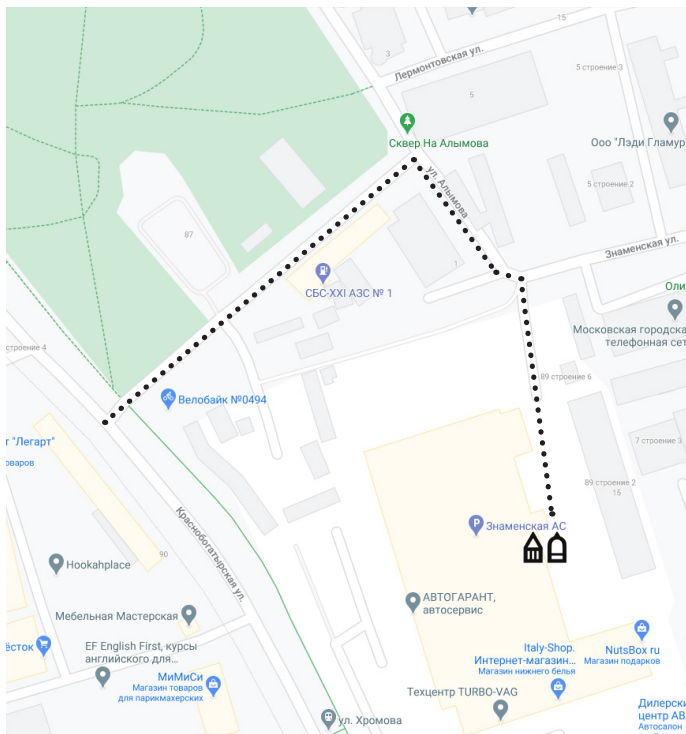 15
5 строение 3
3
Лермонтовская ул.
5
Сквер На Алымова
Ооо "Лэди Гламур
ул. Алымова
5 строение 2
87
Знаменская ул.
1
СБС-XXI АЗС № 1
Оли
Московская городска
телефонная сет
строение 4
89 строение 6
Велобайк №0494
т "Легарт"
оваров
7 строение 3
89 строение 2
15
Знаменская АС
Краснобогатырская ул.
90
Hookahplace
АВТОГАРАНТ,
автосервис
Мебельная Мастерская
ёсток
EF English First, курсы
английского для...
Italy-Shop.
Интернет-магазин...
Магазин нижнего белья
NutsBox ru
Магазин подарков
МиМиСи
Магазин товаров
для парикмахерских
Техцентр TURBO-VAG
Дилерски
центр АВ
Автосалон
ул. Хромова